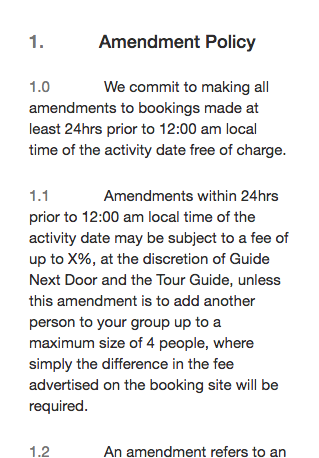 1. Amendment Policy
1.0 We commit to making all
amendments to bookings made at
least 24hrs prior to 12:00 am local
time of the activity date free of charge.
1.1 Amendments within 24hrs
prior to 12:00 am local time of the
activity date may be subject to a fee of
up to X%, at the discretion of Guide
Next Door and the Tour Guide, unless
this amendment is to add another
person to your group up to a
maximum size of 4 people, where
simply the difference in the fee
advertised on the booking site will be
required.
1.2 An amendment refers to an